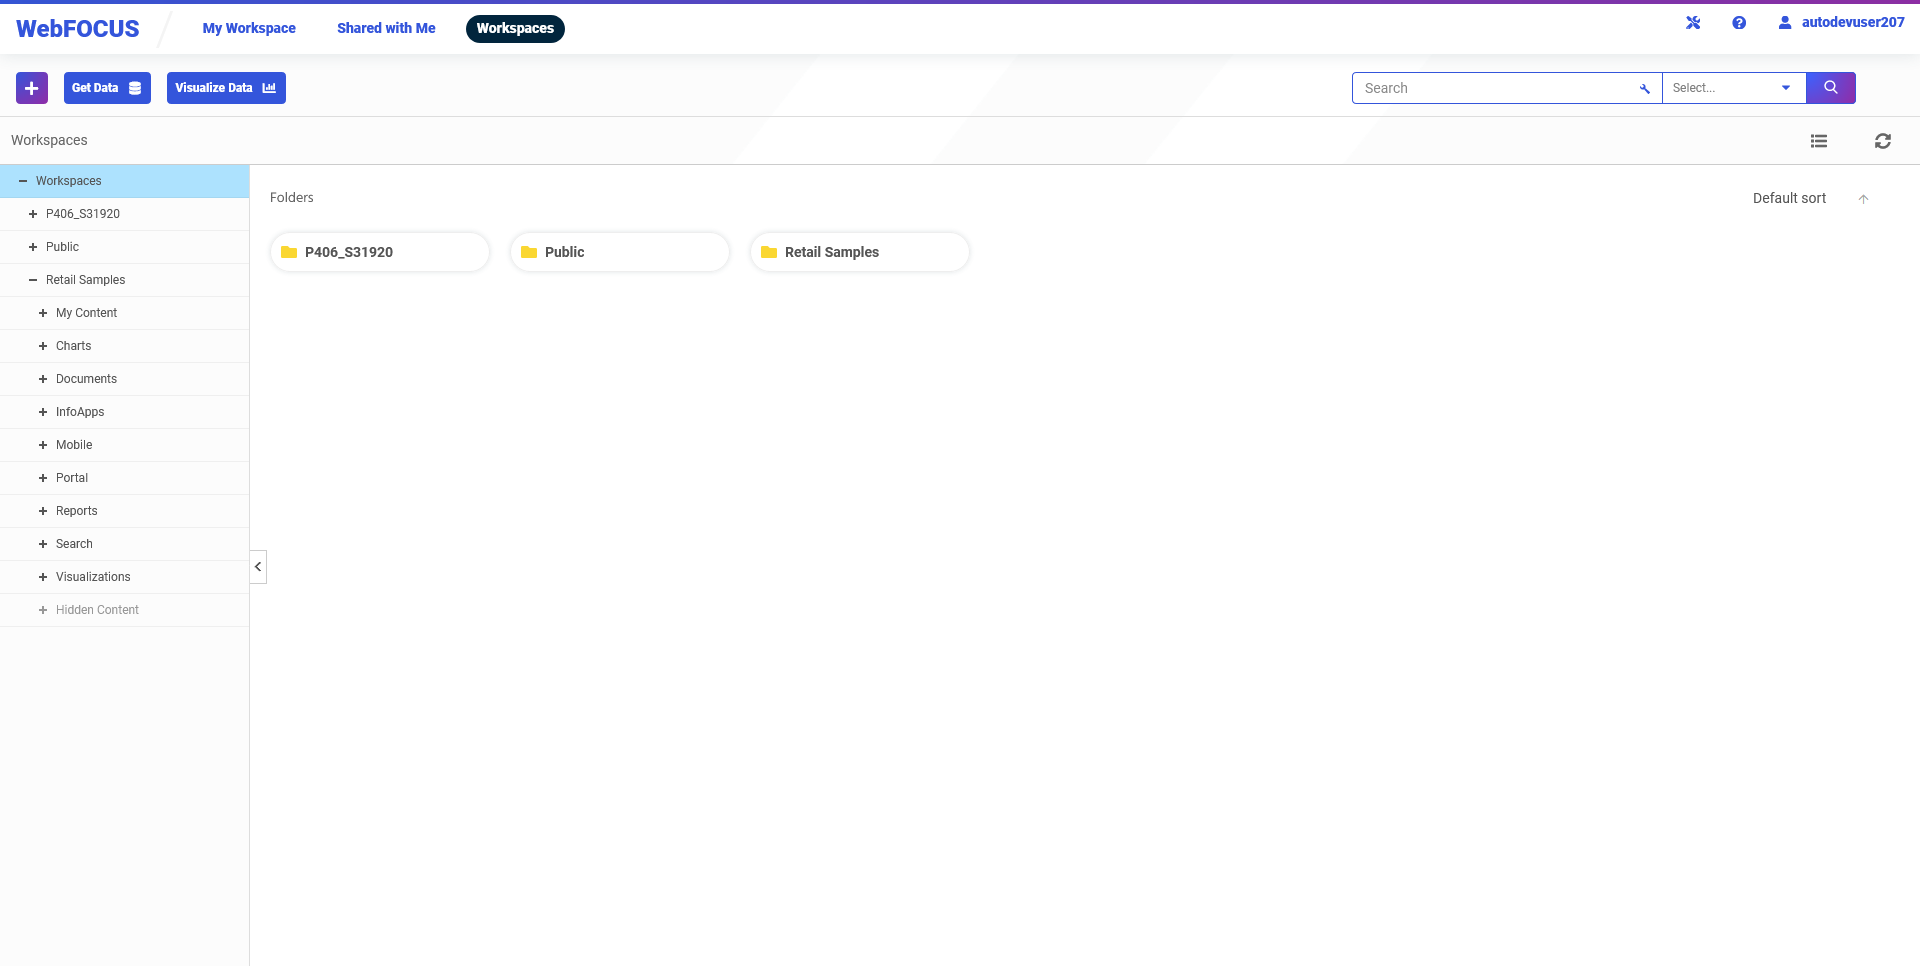 WebFOCUS
My Workspace
Shared with Me
Workspaces
autodevuser207
Get Data
Visualize Data
Search
Select...
Workspaces
Workspaces
P406_S31920
Public
Retail Samples
My Content
Charts
Documents
InfoApps
Mobile
Portal
Reports
Search
Visualizations
Hidden Content
Folders
Default sort
P406_S31920
Public
Retail Samples